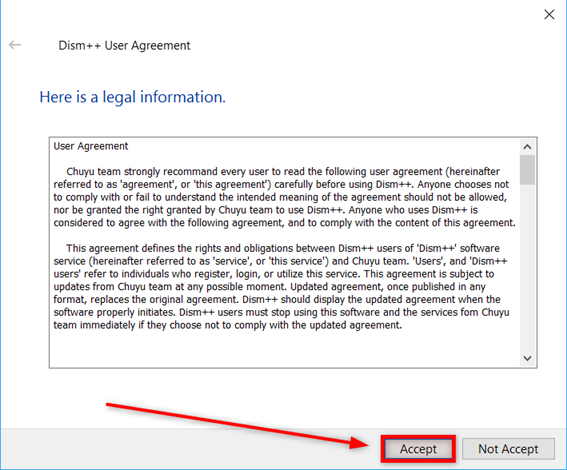 Dism++ User Agreement
Here is a legal information.
User Agreement
Chuyu team strongly recommand every user to read the following user agreement (hereinafter
referred to as 'agreement', or 'this agreement') carefully before using Dism++. Anyone chooses not
to comply with or fail to understand the intended meaning of the agreement should not be allowed,
nor be granted the right granted by Chuyu team to use Dism++. Anyone who uses Dism++ is
considered to agree with the following agreement, and to comply with the content of this agreement.
This agreement defines the rights and obligations between Dism++ users of 'Dism++' software
service (hereinafter referred to as 'service', or 'this service') and Chuyu team. 'Users', and 'Dism++
users' refer to individuals who register, login, or utilize this service. This agreement is subject to
updates from Chuyu team at any possible moment. Updated agreement, once published in any
format, replaces the original agreement. Dism++ should display the updated agreement when the
software properly initiates. Dism++ users must stop using this software and the services fom Chuyu
team immediately if they choose not to comply with the updated agreement.
Accept
Not Accept